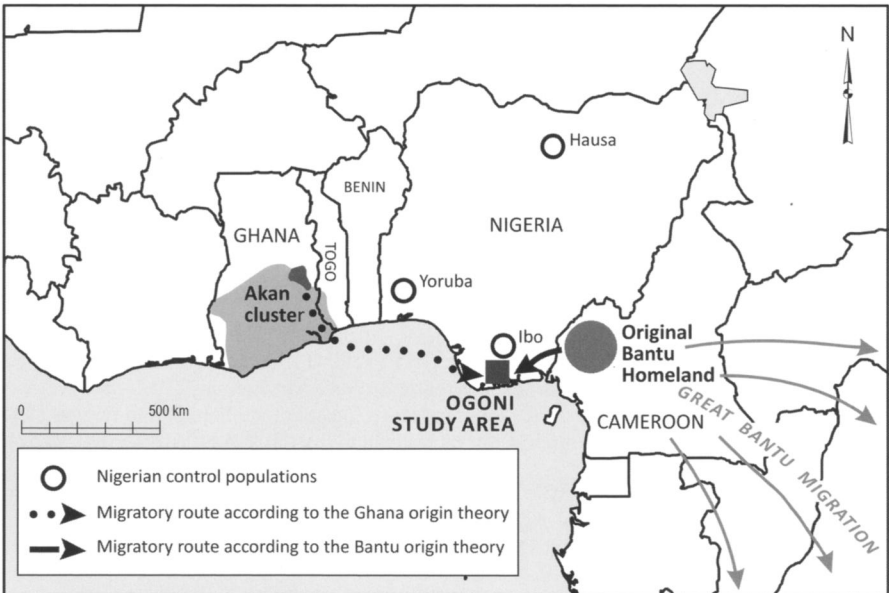 N
Hausa
BENIN
NIGERIA
GHANA
TOGO
Akan
cluster
Yoruba
Ibo
Original
Bantu
Homeland
OGONI
STUDY AREA
CAMEROON
GREAT BANTU MIGRATION
0 500 km
Nigerian control populations
Migratory route according to the Ghana origin theory
Migratory route according to the Bantu origin theory